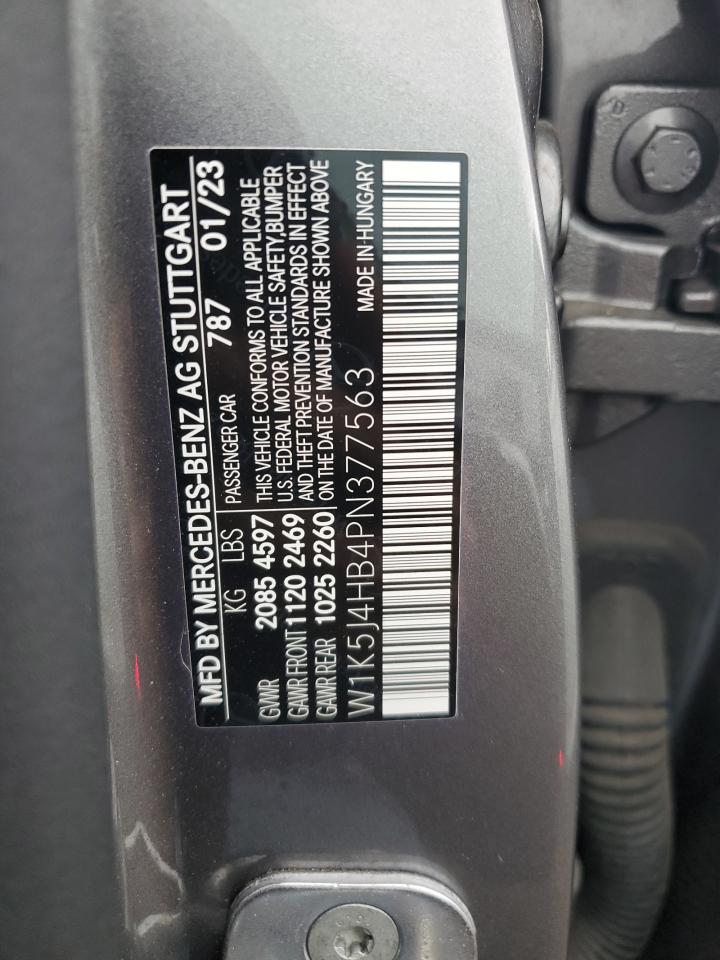 MFD BY MERCEDES-BENZ AG STUTTGART
KG LBS 787 01/23
PASSENGER CAR
GVWR 2085 4597 THIS VEHICLE CONFORMS TO ALL APPLICABLE
U.S. FEDERAL MOTOR VEHICLE SAFETY,BUMPER
GAWR FRONT 1120 2469 AND THEFT PREVENTION STANDARDS IN EFFECT
GAWR REAR 1025 2260 ON THE DATE OF MANUFACTURE SHOWN ABOVE
W1K5J4HB4PN377563 MADE IN HUNGARY